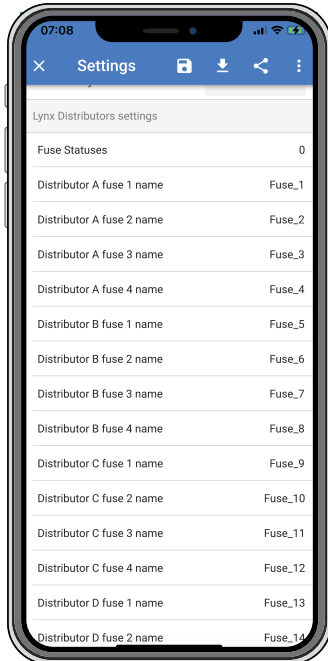 07:08
Settings
Lynx Distributors settings
Fuse Statuses 0
Distributor A fuse 1 name Fuse_1
Distributor A fuse 2 name Fuse_2
Distributor A fuse 3 name Fuse_3
Distributor A fuse 4 name Fuse_4
Distributor B fuse 1 name Fuse_5
Distributor B fuse 2 name Fuse_6
Distributor B fuse 3 name Fuse_7
Distributor B fuse 4 name Fuse_8
Distributor C fuse 1 name Fuse_9
Distributor C fuse 2 name Fuse_10
Distributor C fuse 3 name Fuse_11
Distributor C fuse 4 name Fuse_12
Distributor D fuse 1 name Fuse_13
Distributor D fuse 2 name Fuse_14